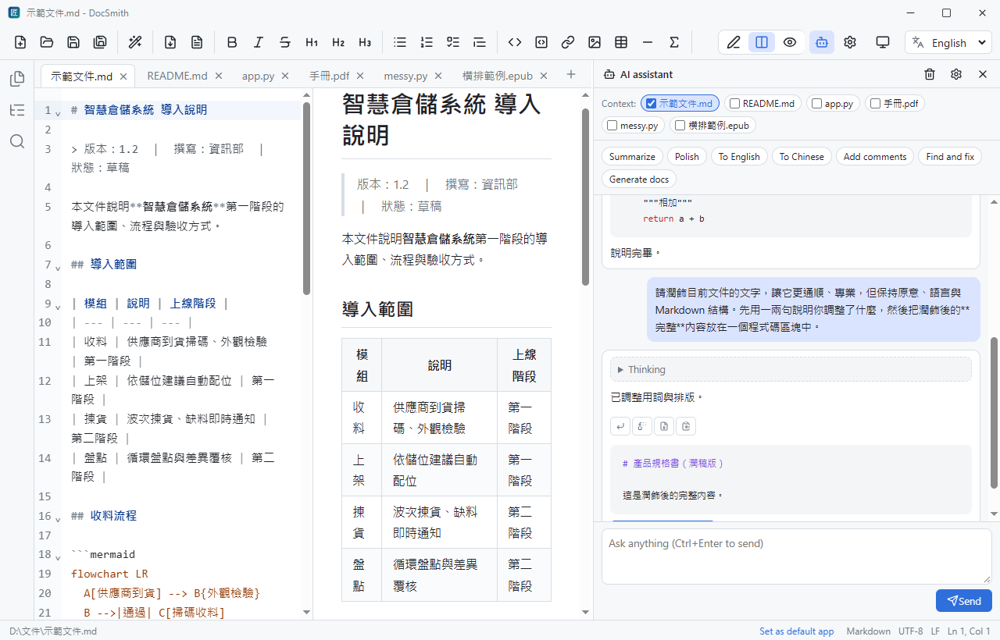 示範文件.md - DocSmith
B I S H1 H2 H3 Σ English
示範文件.md README.md app.py 手冊.pdf messy.py 橫排範例.epub
1 # 智慧倉儲系統 導入說明
2
3 > 版本：1.2 ｜ 撰寫：資訊部 ｜
狀態：草稿
4
5 本文件說明**智慧倉儲系統**第一階段的
導入範圍、流程與驗收方式。
6
7 ## 導入範圍
8
9 | 模組 | 說明 | 上線階段 |
10 | --- | --- | --- |
11 | 收料 | 供應商到貨掃碼、外觀檢驗
| 第一階段 |
12 | 上架 | 依儲位建議自動配位 | 第一
階段 |
13 | 揀貨 | 波次揀貨、缺料即時通知 |
第二階段 |
14 | 盤點 | 循環盤點與差異覆核 | 第二
階段 |
15
16 ## 收料流程
17
18 ```mermaid
19 flowchart LR
20 A[供應商到貨] --> B{外觀檢驗}
21 B -->|通過| C[掃碼收料]
智慧倉儲系統 導入
說明
版本：1.2 ｜ 撰寫：資訊部
｜ 狀態：草稿
本文件說明智慧倉儲系統第一階段的導
入範圍、流程與驗收方式。
導入範圍
模組 說明 上線階段
收料 供應商到貨掃碼、外觀檢驗 第一階段
上架 依儲位建議自動配位 第一階段
揀貨 波次揀貨、缺料即時通知 第二階段
盤點 循環盤點與差異覆核 第二階段
AI assistant
Context: 示範文件.md README.md app.py 手冊.pdf
messy.py 橫排範例.epub
Summarize Polish To English To Chinese Add comments Find and fix
Generate docs
"""相加"""
return a + b
說明完畢。
請潤飾目前文件的文字，讓它更通順、專業，但保持原意、語言與
Markdown 結構。先用一兩句說明你調整了什麼，然後把潤飾後的**
完整**內容放在一個程式碼區塊中。
Thinking
已調整用詞與排版。
# 產品規格書（潤稿版）
這是潤飾後的完整內容。
Ask anything (Ctrl+Enter to send)
Send
D:\文件\示範文件.md Set as default app Markdown UTF-8 LF Ln 1, Col 1